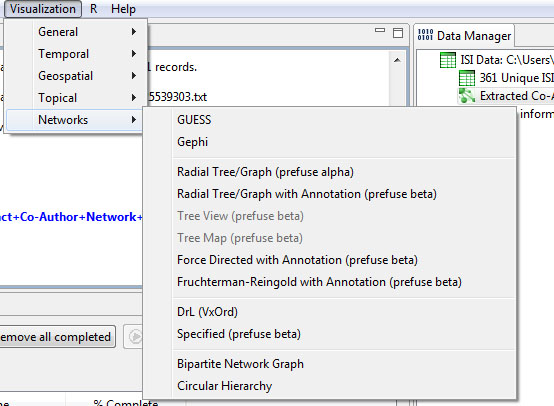 Visualization R Help
General
Temporal
Geospatial
Topical
Networks
1 records.
5539303.txt
act+Co-Author+Network+
emove all completed
% Complete
GUESS
Gephi
Radial Tree/Graph (prefuse alpha)
Radial Tree/Graph with Annotation (prefuse beta)
Tree View (prefuse beta)
Tree Map (prefuse beta)
Force Directed with Annotation (prefuse beta)
Fruchterman-Reingold with Annotation (prefuse beta)
DrL (VxOrd)
Specified (prefuse beta)
Bipartite Network Graph
Circular Hierarchy
1010
0101 Data Manager
ISI Data: C:\Users\
361 Unique ISI
Extracted Co-A
inform